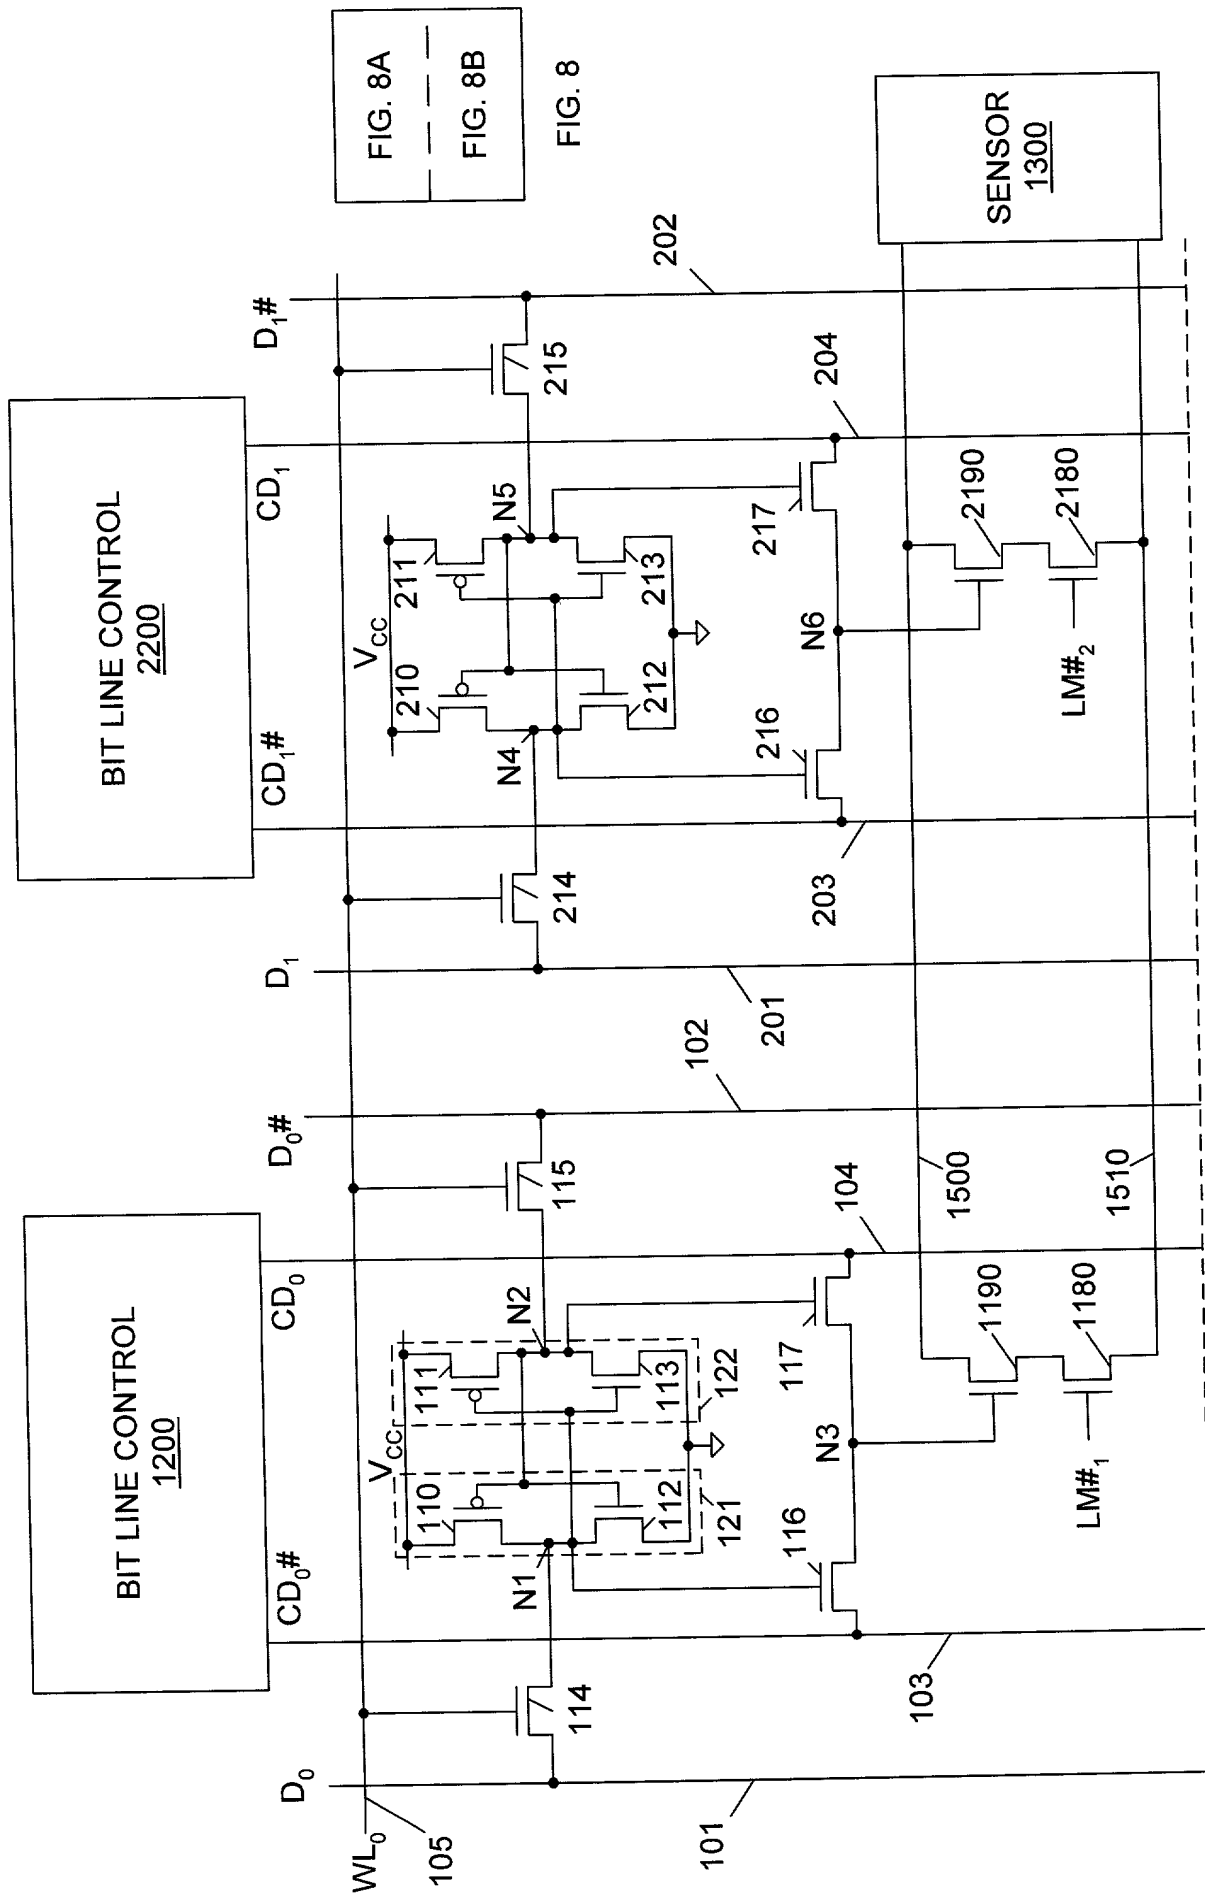 BIT LINE CONTROL
1200
BIT LINE CONTROL
2200
CD₀#
CD₀
CD₁#
CD₁
D₀
D₀#
D₁
D₁#
WL₀
105
FIG. 8A
FIG. 8B
FIG. 8
V_CC
110
111
N1
N2
112
113
121
122
114
115
V_CC
210
211
N4
N5
212
213
214
215
116
117
N3
216
217
N6
101
103
104
102
201
203
204
202
1190
1180
LM#₁
1500
1510
2190
2180
LM#₂
SENSOR
1300